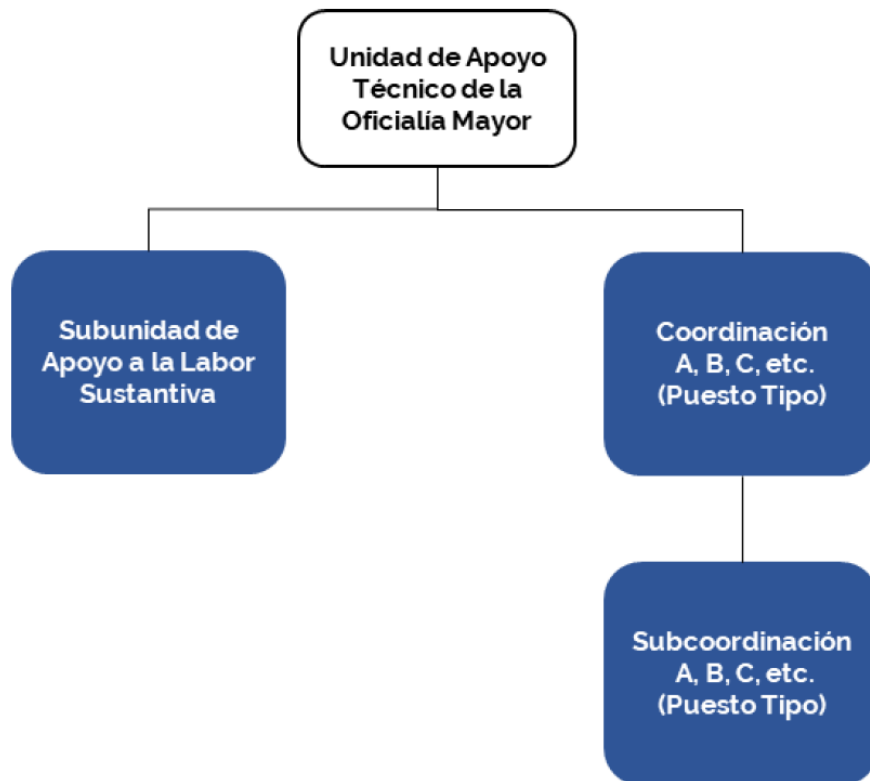 Unidad de Apoyo
Técnico de la
Oficialía Mayor
Subunidad de
Apoyo a la Labor
Sustantiva
Coordinación
A, B, C, etc.
(Puesto Tipo)
Subcoordinación
A, B, C, etc.
(Puesto Tipo)